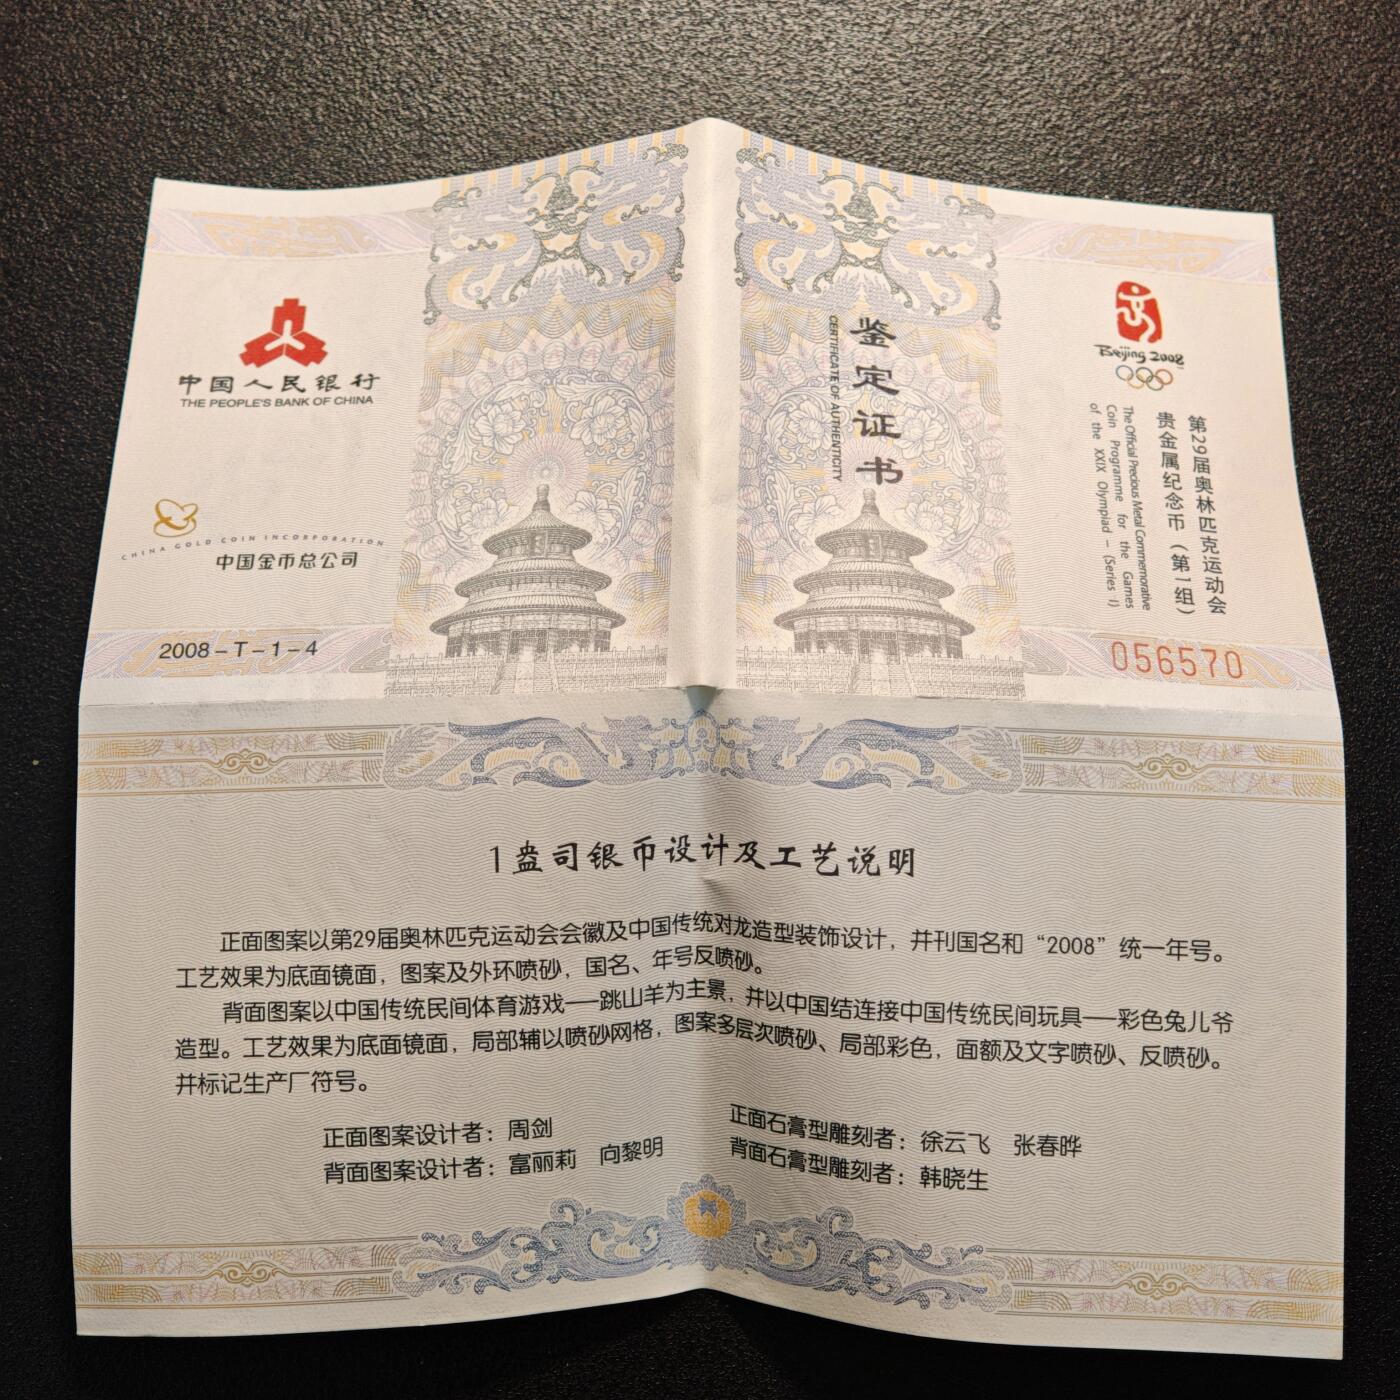 中国人民银行
THE PEOPLE'S BANK OF CHINA
CHINA GOLD COIN INCORPORATION
中国金币总公司
2008-T-1-4
鉴定证书
CERTIFICATE OF AUTHENTICITY
Beijing 2008
第29届奥林匹克运动会
贵金属纪念币（第1组）
The Official Precious Metal Commemorative
Coin Programme for the Games
of the XXIX Olympiad – (Series I)
056570
1盎司银币设计及工艺说明
正面图案以第29届奥林匹克运动会会徽及中国传统对龙造型装饰设计，并刊国名和“2008”统一年号。
工艺效果为底面镜面，图案及外环喷砂，国名、年号反喷砂。
背面图案以中国传统民间体育游戏——跳山羊为主景，并以中国结连接中国传统民间玩具——彩色兔儿爷
造型。工艺效果为底面镜面，局部辅以喷砂网格，图案多层次喷砂、局部彩色，面额及文字喷砂、反喷砂。
并标记生产厂符号。
正面图案设计者：周剑
背面图案设计者：富丽莉 向黎明
正面石膏型雕刻者：徐云飞 张春晔
背面石膏型雕刻者：韩晓生